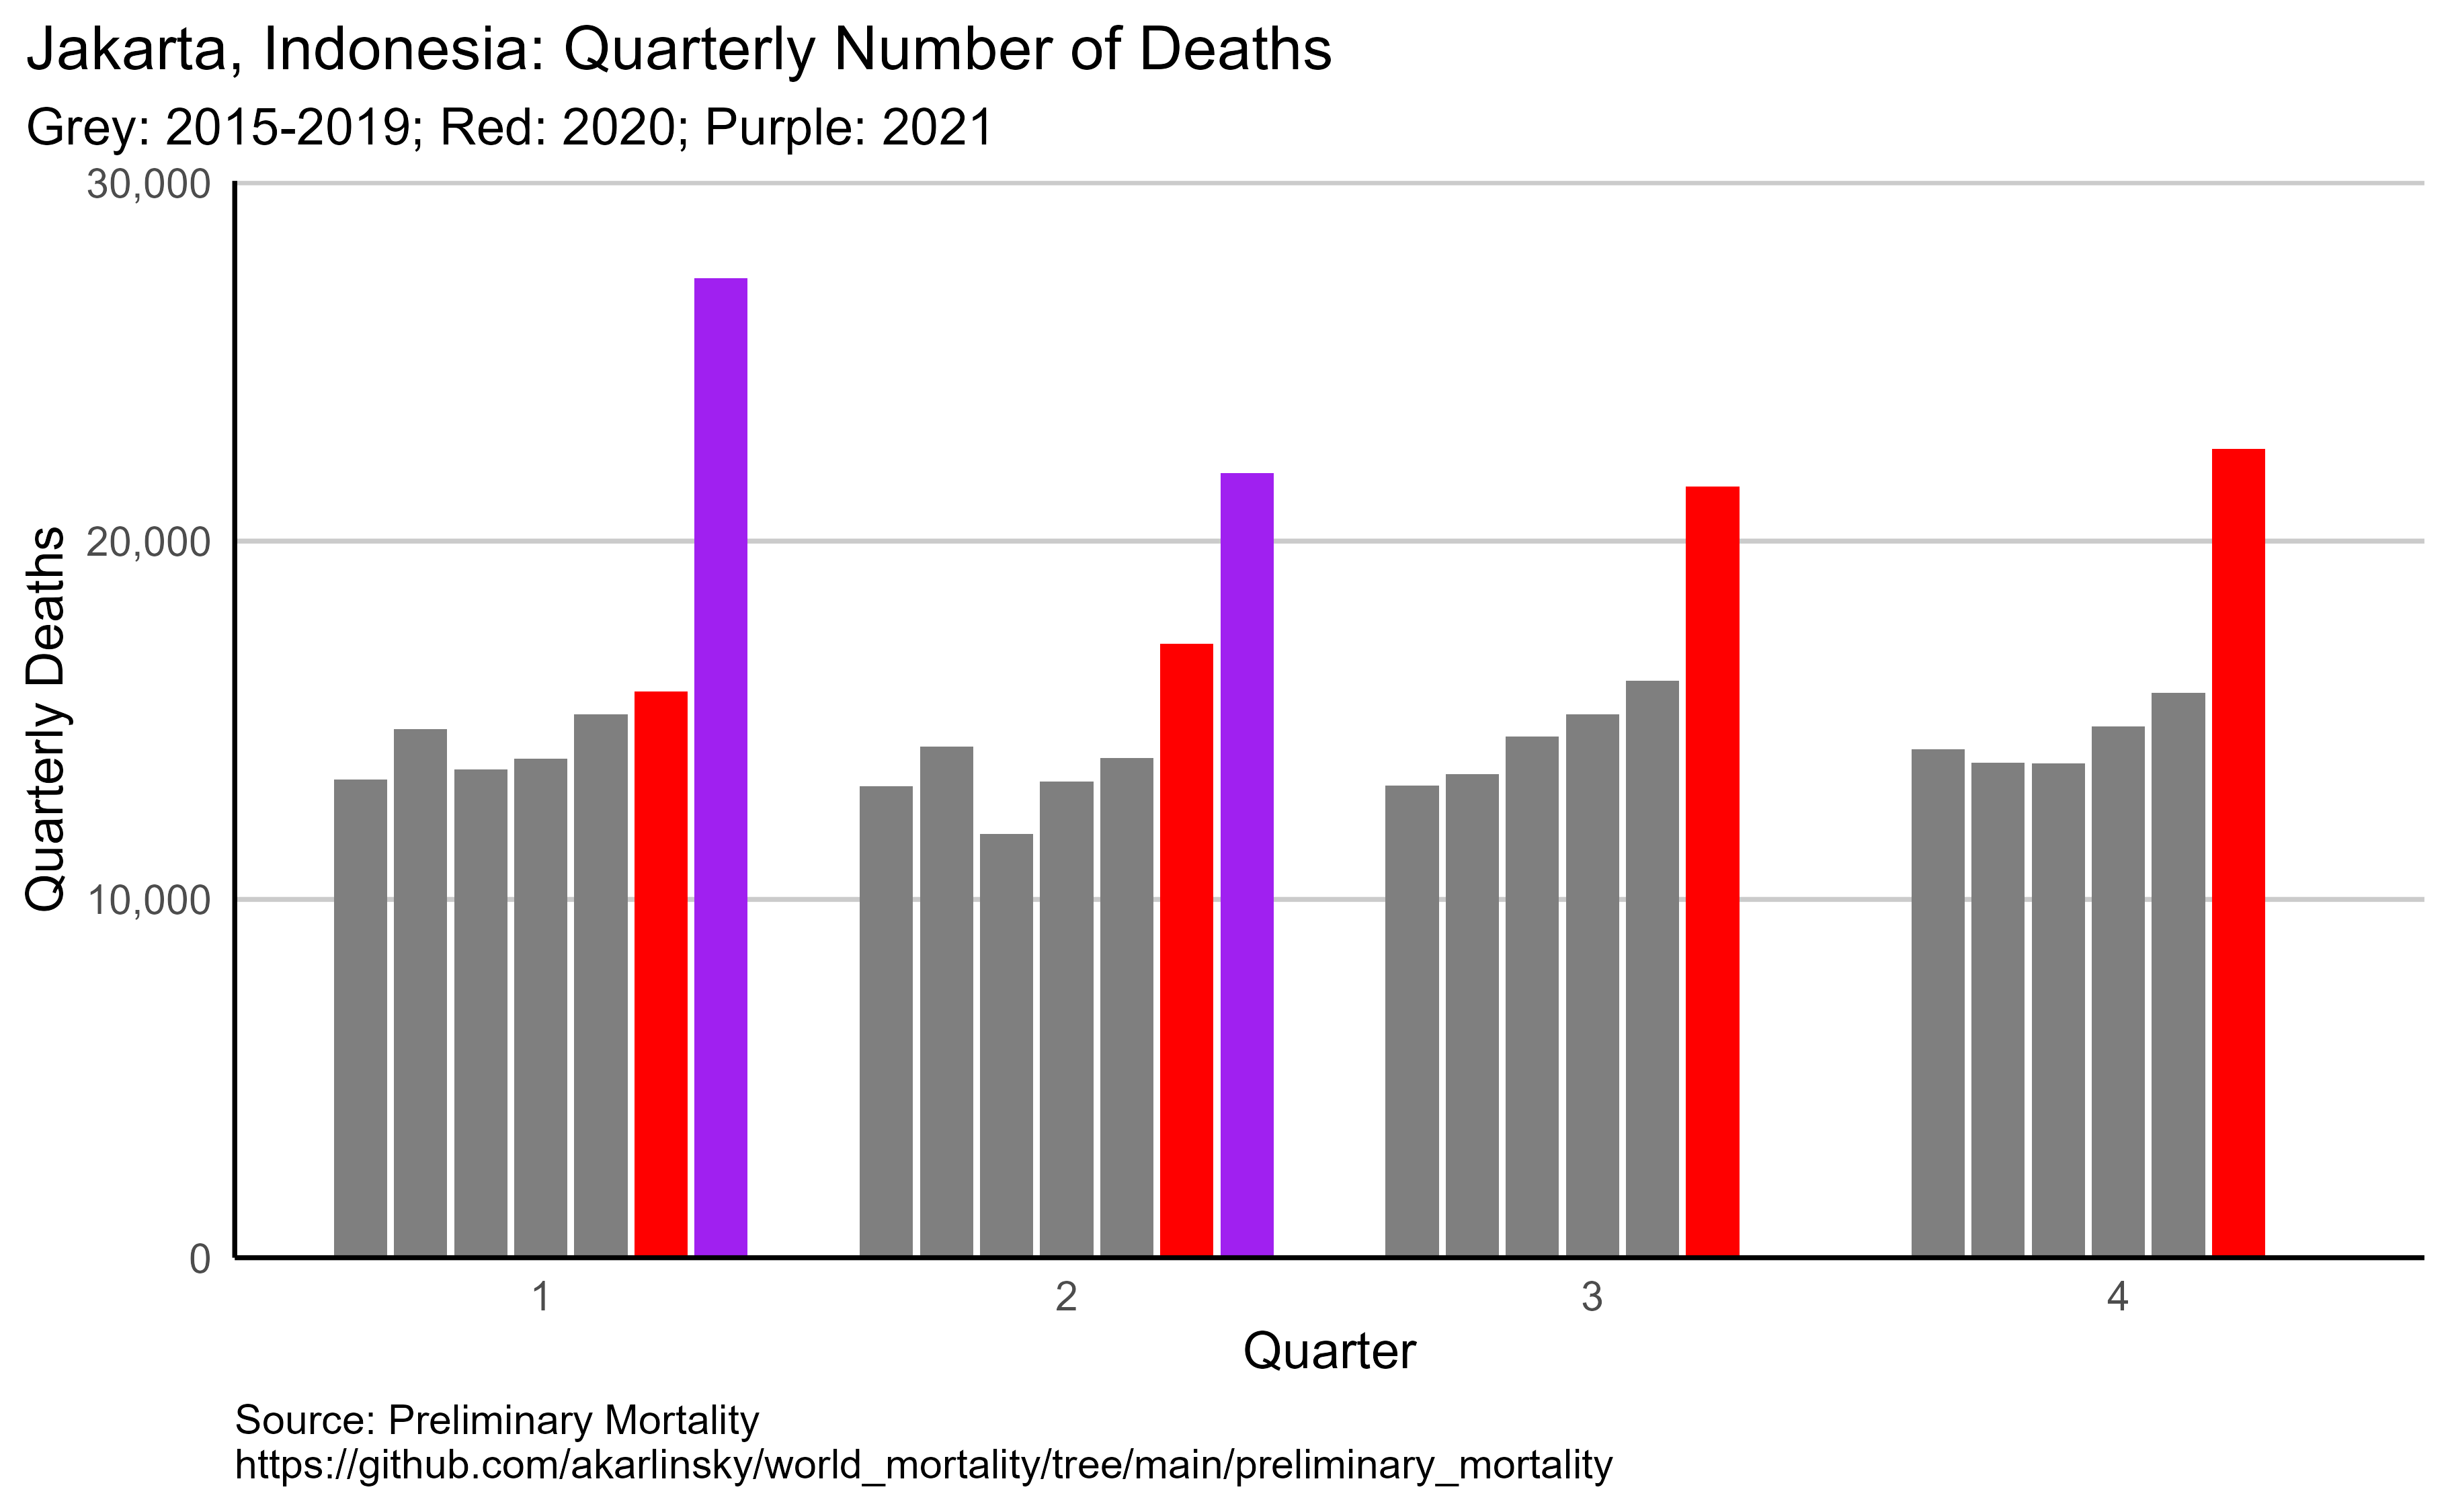 Jakarta, Indonesia: Quarterly Number of Deaths
Grey: 2015-2019; Red: 2020; Purple: 2021
30,000
20,000
10,000
0
Quarterly Deaths
1 2 3 4
Quarter
Source: Preliminary Mortality
https://github.com/akarlinsky/world_mortality/tree/main/preliminary_mortality